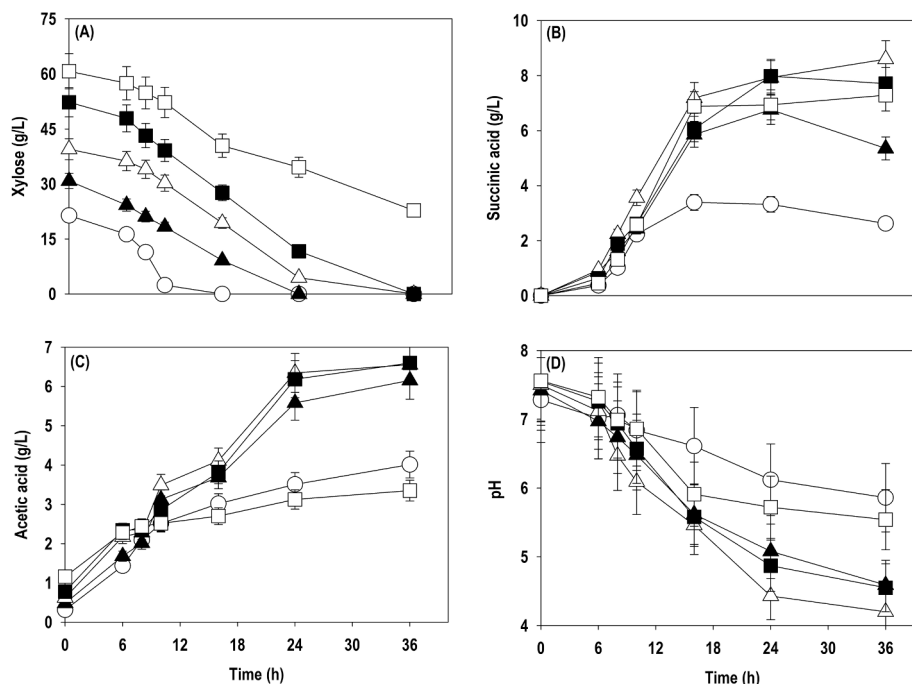 (A)
Xylose (g/L)
75
60
45
30
15
0
(B)
Succinic acid (g/L)
10
8
6
4
2
0
(C)
Acetic acid (g/L)
7
6
5
4
3
2
1
0
0 6 12 18 24 30 36
Time (h)
(D)
pH
8
7
6
5
4
0 6 12 18 24 30 36
Time (h)